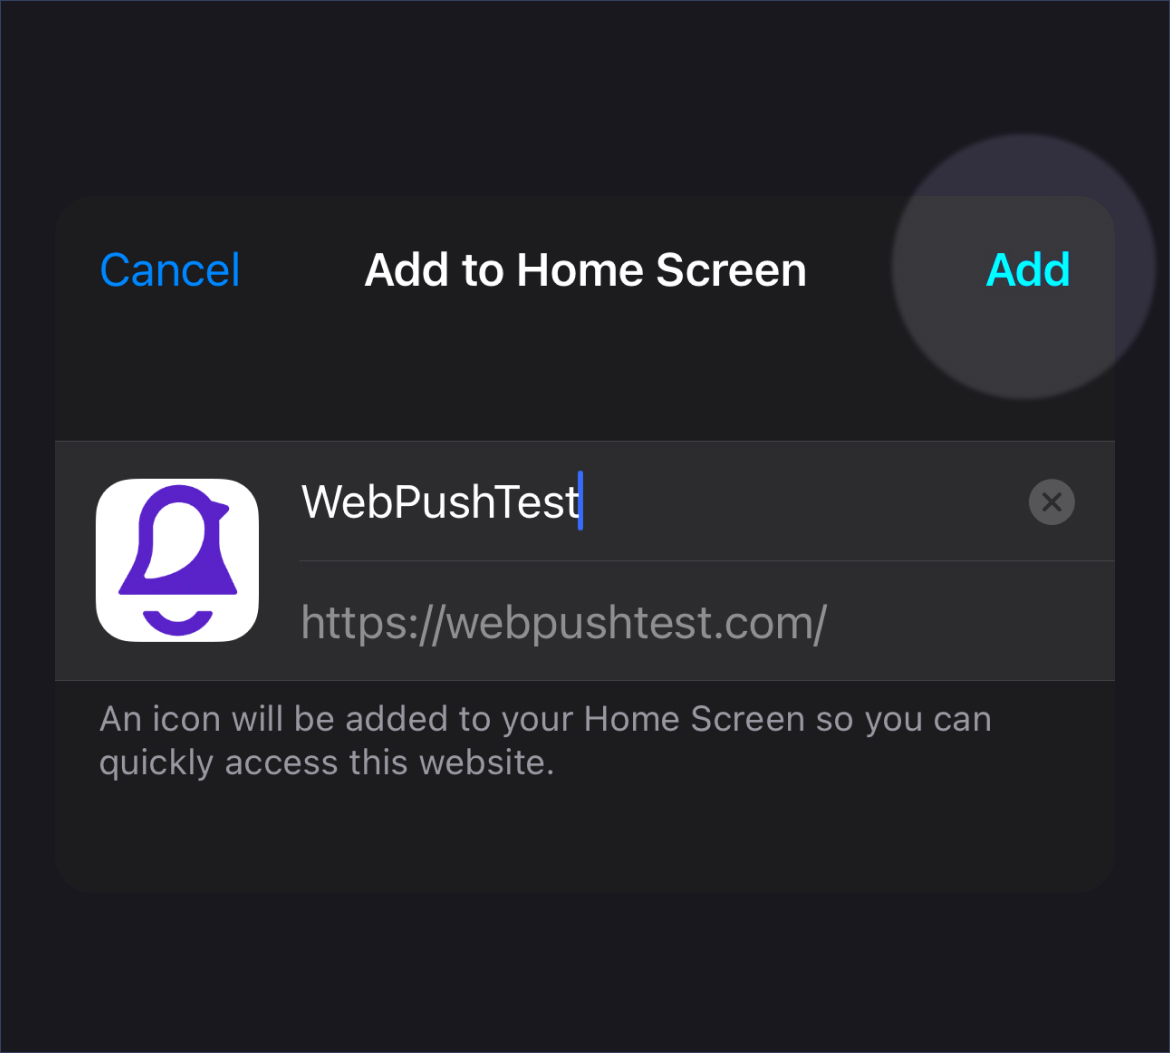 Cancel
Add to Home Screen
Add
WebPushTest
https://webpushtest.com/
An icon will be added to your Home Screen so you can
quickly access this website.